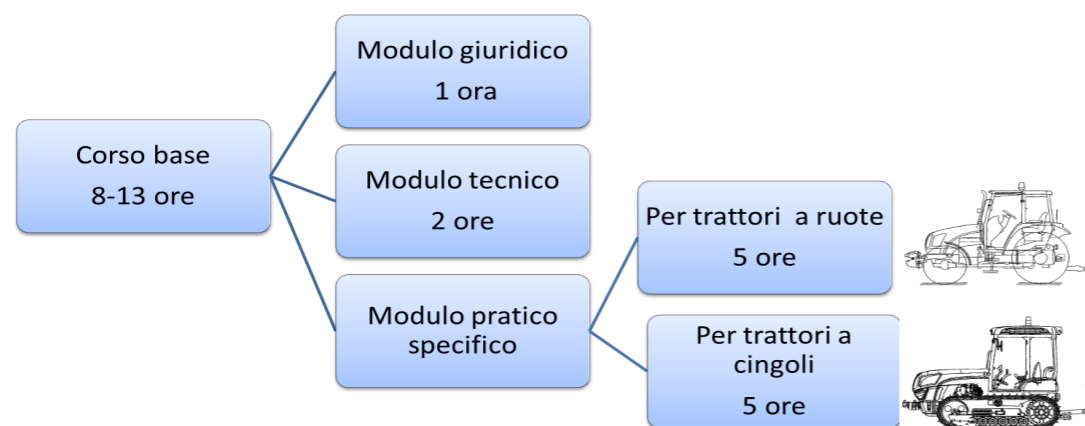 Corso base
8-13 ore
Modulo giuridico
1 ora
Modulo tecnico
2 ore
Modulo pratico
specifico
Per trattori a ruote
5 ore
Per trattori a
cingoli
5 ore